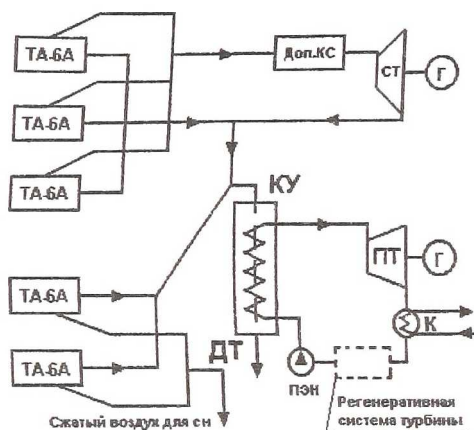 ТА-6А
Доп.КС
СТ
Г
ТА-6А
ТА-6А
КУ
ПТ
Г
ТА-6А
К
ТА-6А
ДТ
ПЭН
Регенеративная
система турбины
Сжатый воздух для сн